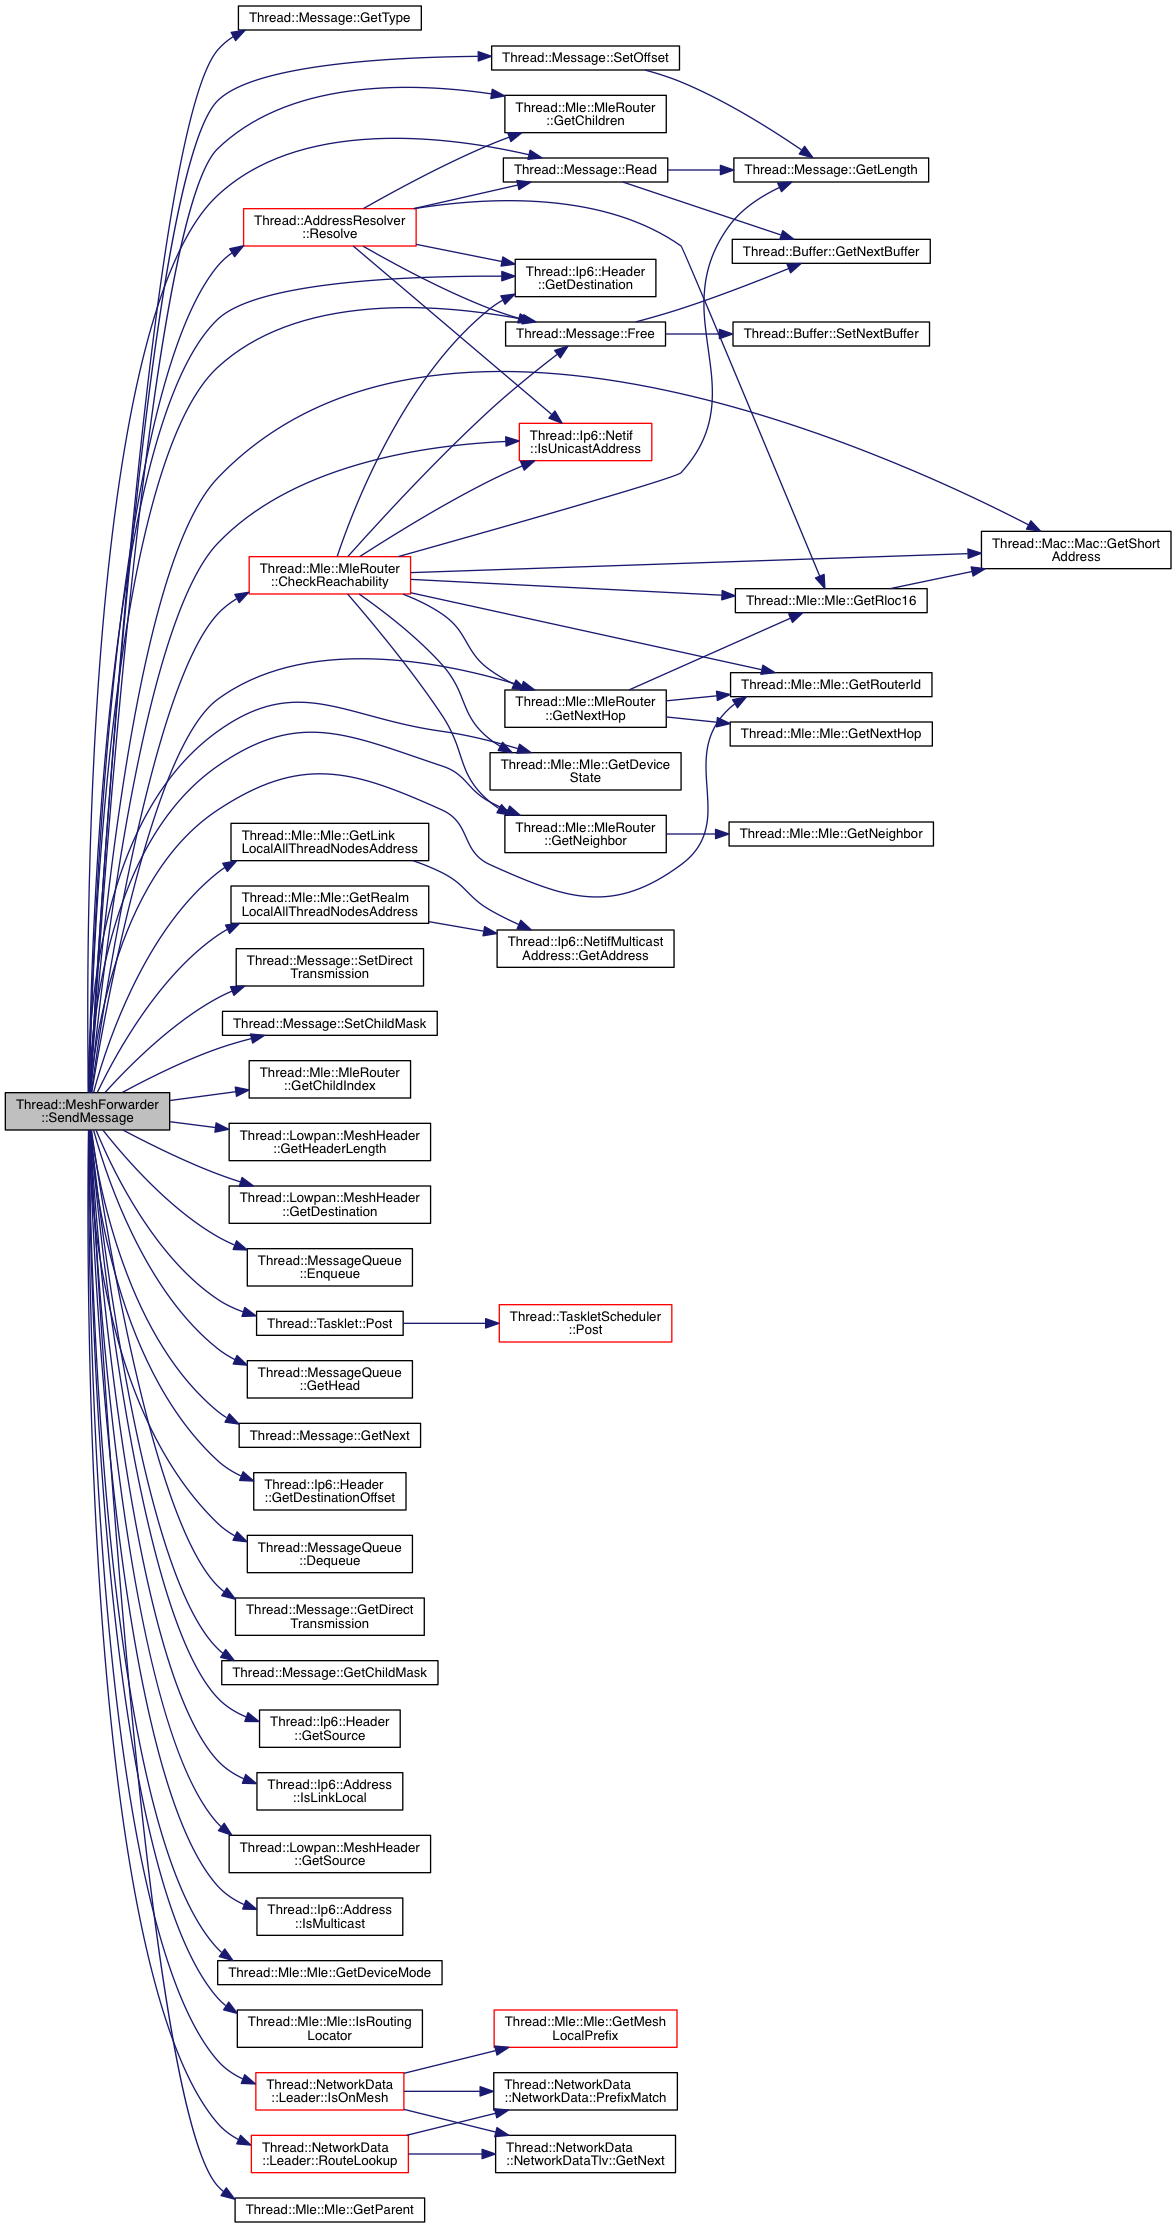 Thread::Message::GetType
Thread::Message::SetOffset
Thread::Mle::MleRouter
::GetChildren
Thread::Message::Read
Thread::Message::GetLength
Thread::AddressResolver
::Resolve
Thread::Buffer::GetNextBuffer
Thread::Ip6::Header
::GetDestination
Thread::Message::Free
Thread::Buffer::SetNextBuffer
Thread::Ip6::Netif
::IsUnicastAddress
Thread::Mac::Mac::GetShort
Address
Thread::Mle::MleRouter
::CheckReachability
Thread::Mle::Mle::GetRloc16
Thread::Mle::Mle::GetRouterId
Thread::Mle::MleRouter
::GetNextHop
Thread::Mle::Mle::GetNextHop
Thread::Mle::Mle::GetDevice
State
Thread::Mle::MleRouter
::GetNeighbor
Thread::Mle::Mle::GetNeighbor
Thread::Mle::Mle::GetLink
LocalAllThreadNodesAddress
Thread::Mle::Mle::GetRealm
LocalAllThreadNodesAddress
Thread::Ip6::NetifMulticast
Address::GetAddress
Thread::Message::SetDirect
Transmission
Thread::Message::SetChildMask
Thread::Mle::MleRouter
::GetChildIndex
Thread::MeshForwarder
::SendMessage
Thread::Lowpan::MeshHeader
::GetHeaderLength
Thread::Lowpan::MeshHeader
::GetDestination
Thread::MessageQueue
::Enqueue
Thread::Tasklet::Post
Thread::TaskletScheduler
::Post
Thread::MessageQueue
::GetHead
Thread::Message::GetNext
Thread::Ip6::Header
::GetDestinationOffset
Thread::MessageQueue
::Dequeue
Thread::Message::GetDirect
Transmission
Thread::Message::GetChildMask
Thread::Ip6::Header
::GetSource
Thread::Ip6::Address
::IsLinkLocal
Thread::Lowpan::MeshHeader
::GetSource
Thread::Ip6::Address
::IsMulticast
Thread::Mle::Mle::GetDeviceMode
Thread::Mle::Mle::IsRouting
Locator
Thread::Mle::Mle::GetMesh
LocalPrefix
Thread::NetworkData
::Leader::IsOnMesh
Thread::NetworkData
::NetworkData::PrefixMatch
Thread::NetworkData
::Leader::RouteLookup
Thread::NetworkData
::NetworkDataTlv::GetNext
Thread::Mle::Mle::GetParent